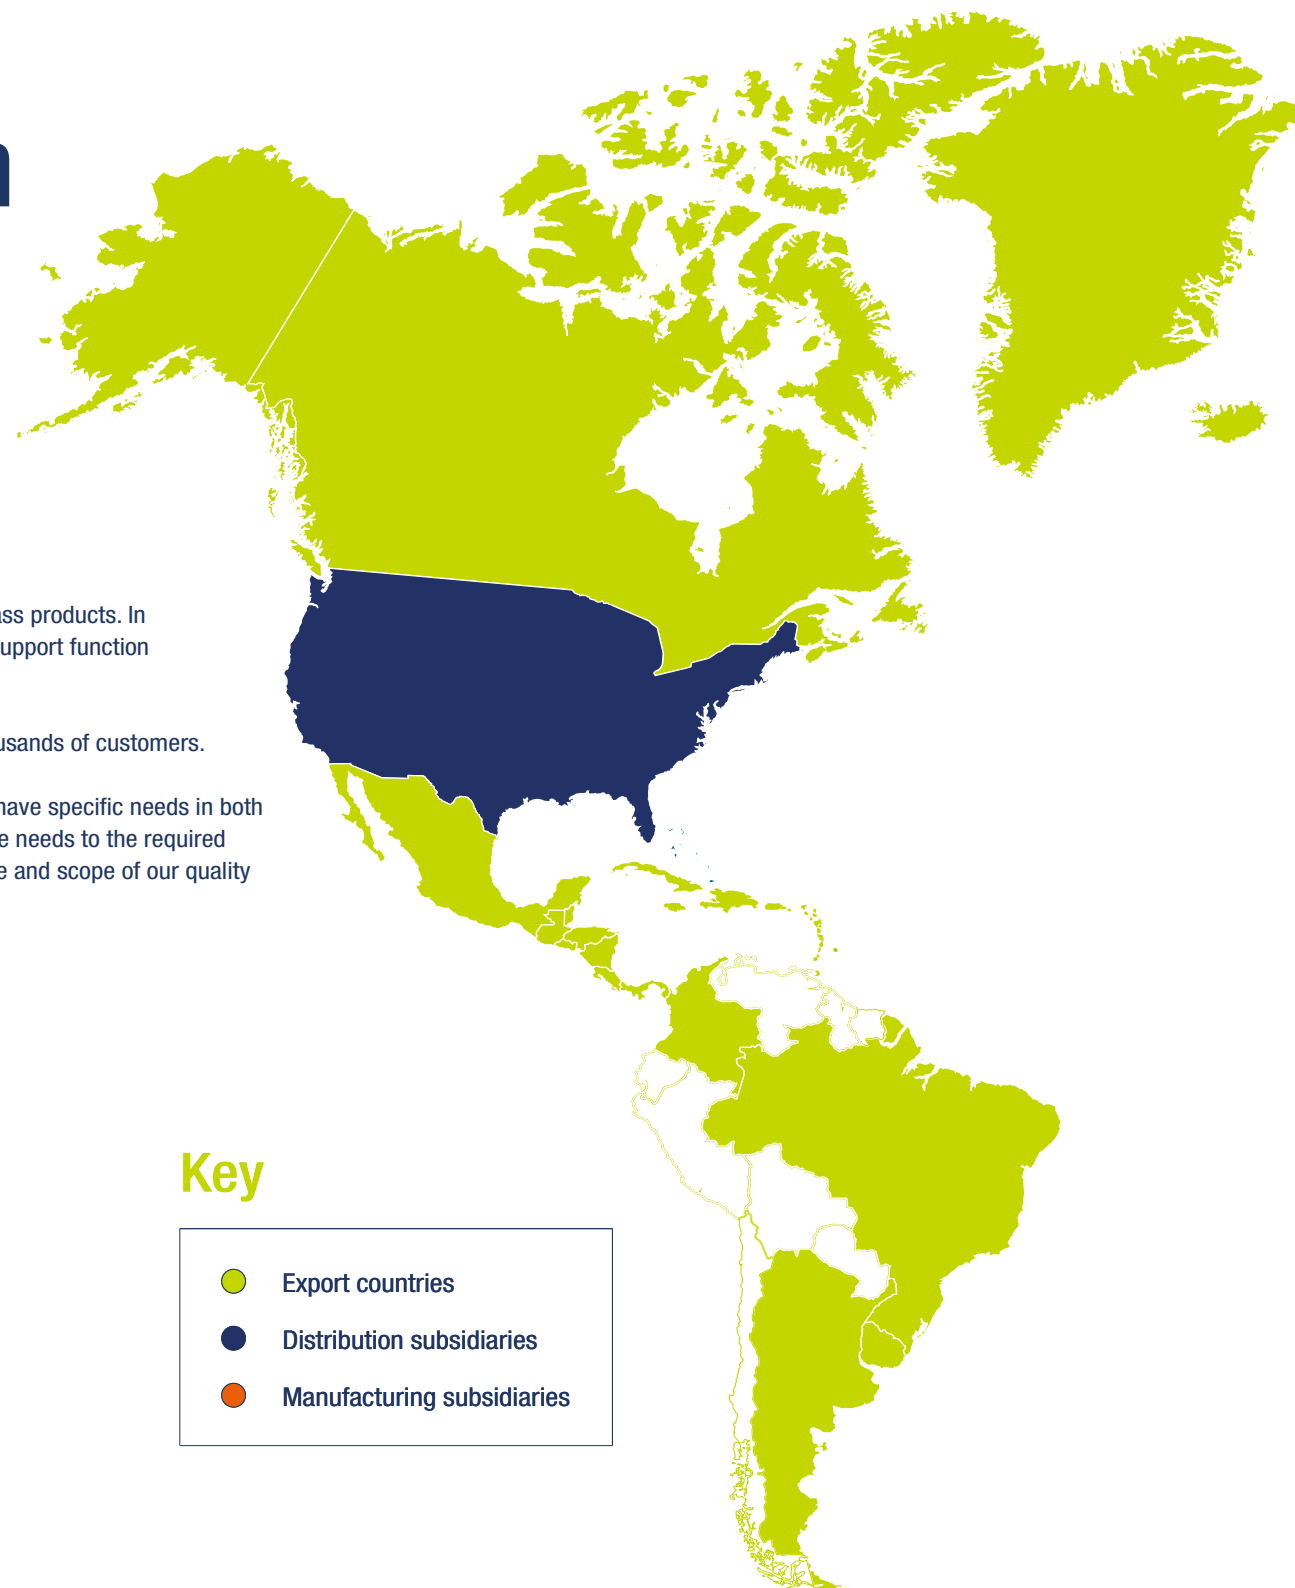 ass products. In
upport function
usands of customers.
have specific needs in both
e needs to the required
e and scope of our quality
Key
Export countries
Distribution subsidiaries
Manufacturing subsidiaries